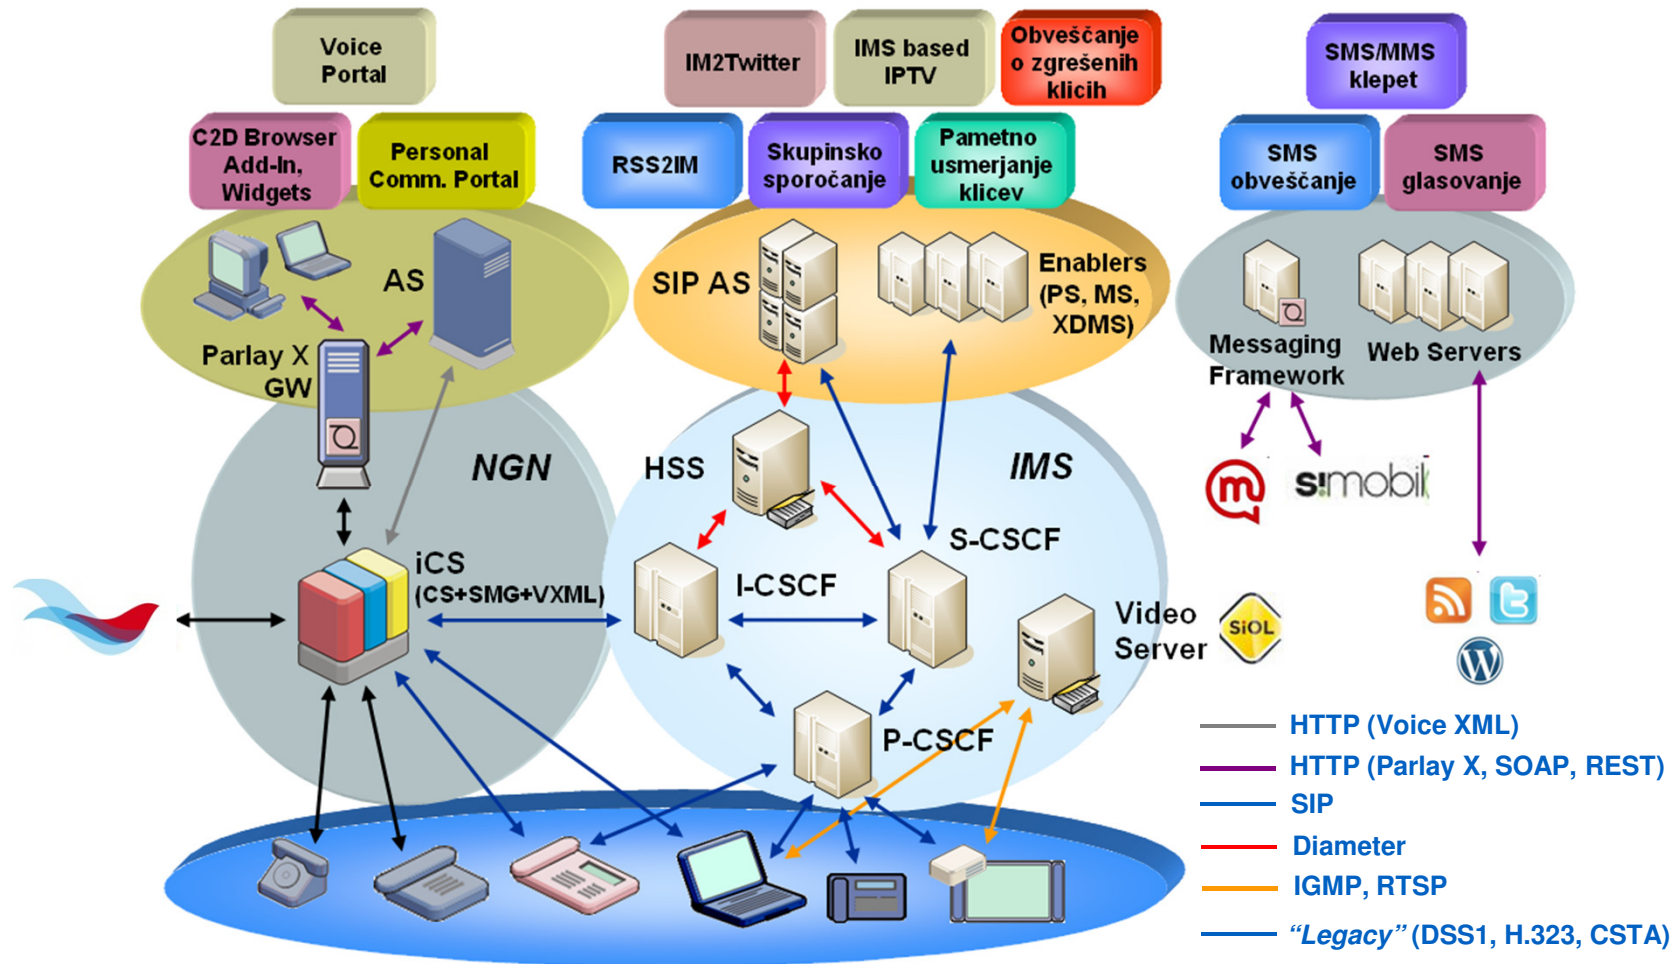 Voice
Portal
IM2Twitter
IMS based
IPTV
Obveščanje
o zgrešenih
klicih
SMS/MMS
klepet
C2D Browser
Add-In,
Widgets
Personal
Comm. Portal
RSS2IM
Skupinsko
sporočanje
Pametno
usmerjanje
klicev
SMS
obveščanje
SMS
glasovanje
AS
SIP AS
Enablers
(PS, MS,
XDMS)
Parlay X
GW
Messaging
Framework
Web Servers
NGN
HSS
IMS
m
simobil
iCS
(CS+SMG+VXML)
I-CSCF
S-CSCF
Video
Server
SiOL
P-CSCF
HTTP (Voice XML)
HTTP (Parlay X, SOAP, REST)
SIP
Diameter
IGMP, RTSP
“Legacy” (DSS1, H.323, CSTA)